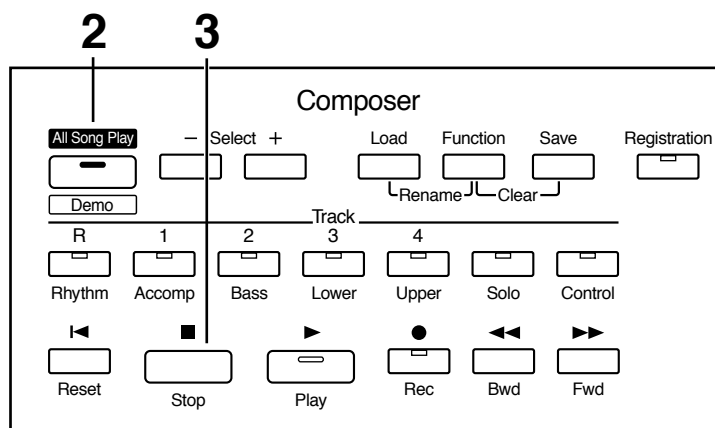 2 3
Composer
All Song Play − Select + Load Function Save Registration
Rename Clear
Demo
Track
R 1 2 3 4
Rhythm Accomp Bass Lower Upper Solo Control
Reset Stop Play Rec Bwd Fwd